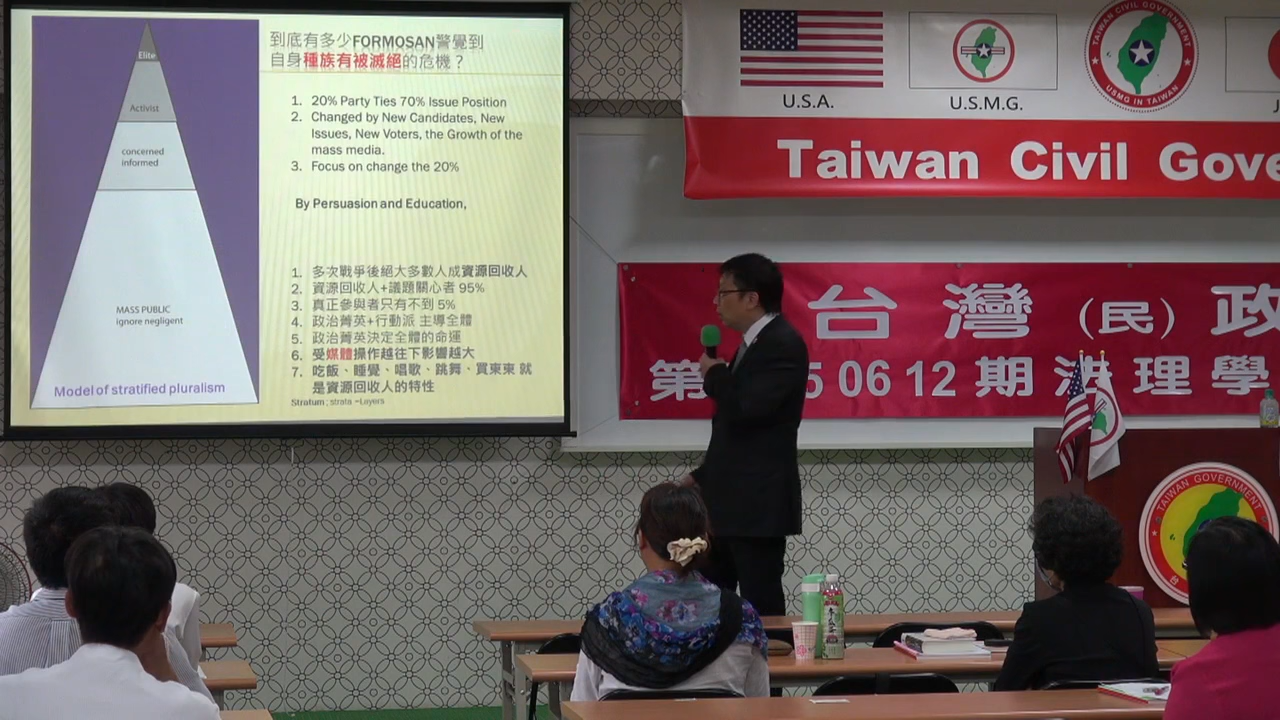 Elite
Activist
concerned
informed
MASS PUBLIC
ignore negligent
Model of stratified pluralism
到底有多少FORMOSAN警覺到
自身種族有被滅絕的危機？
1. 20% Party Ties 70% Issue Position
2. Changed by New Candidates, New
Issues, New Voters, the Growth of the
mass media.
3. Focus on change the 20%
By Persuasion and Education,
1. 多次戰爭後絕大多數人成資源回收人
2. 資源回收人+議題關心者 95%
3. 真正參與者只有不到 5%
4. 政治菁英+行動派 主導全體
5. 政治菁英決定全體的命運
6. 受媒體操作越往下影響越大
7. 吃飯、睡覺、唱歌、跳舞、買東東 就
是資源回收人的特性
Stratum; strata =Layers
U.S.A.
U.S.M.G.
TAIWAN CIVIL GOVERNMENT
USMG IN TAIWAN
Taiwan Civil Gove
台灣（民）政
第 5 06 12 期 法理學
TAIWAN GOVERNMENT
台